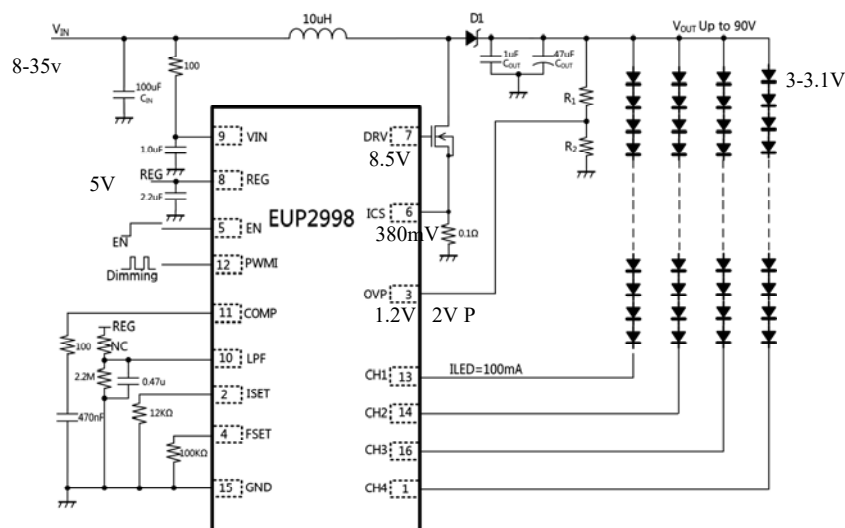 10uH
D1
VIN
VOUT Up to 90V
8-35v
100
1uF
COUT
47uF
COUT
3-3.1V
100uF
CIN
R1
R2
9 VIN
DRV 7
8.5V
1.0uF
REG
5V
8 REG
2.2uF
EUP2998
ICS 6
380mV
0.1Ω
EN
5 EN
12 PWMI
Dimming
OVP 3
1.2V 2V P
11 COMP
REG
100
NC
10 LPF
2.2M
0.47u
CH1 13
ILED=100mA
2 ISET
470nF
12KΩ
CH2 14
4 FSET
100KΩ
CH3 16
15 GND
CH4 1